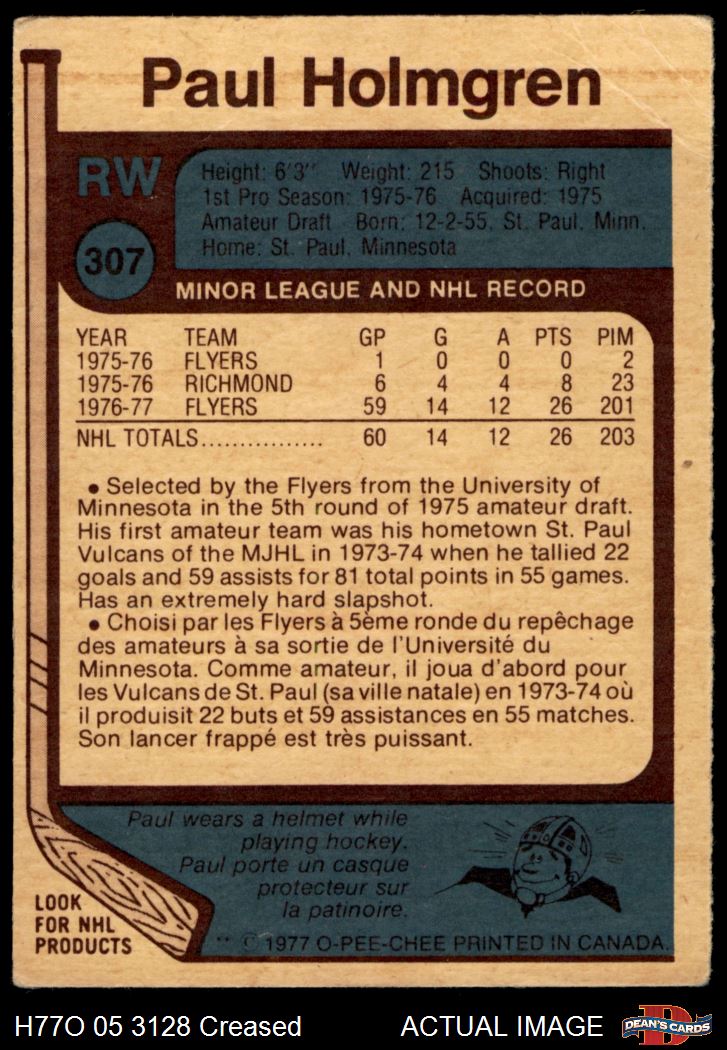 Paul Holmgren
RW
Height: 6'3'' Weight: 215 Shoots: Right
1st Pro Season: 1975-76 Acquired: 1975
Amateur Draft Born: 12-2-55, St. Paul, Minn.
Home: St. Paul, Minnesota
307
MINOR LEAGUE AND NHL RECORD
YEAR TEAM GP G A PTS PIM
1975-76 FLYERS 1 0 0 0 2
1975-76 RICHMOND 6 4 4 8 23
1976-77 FLYERS 59 14 12 26 201
NHL TOTALS................ 60 14 12 26 203
● Selected by the Flyers from the University of
Minnesota in the 5th round of 1975 amateur draft.
His first amateur team was his hometown St. Paul
Vulcans of the MJHL in 1973-74 when he tallied 22
goals and 59 assists for 81 total points in 55 games.
Has an extremely hard slapshot.
● Choisi par les Flyers à 5ème ronde du repêchage
des amateurs à sa sortie de l'Université du
Minnesota. Comme amateur, il joua d'abord pour
les Vulcans de St. Paul (sa ville natale) en 1973-74 où
il produisit 22 buts et 59 assistances en 55 matches.
Son lancer frappé est très puissant.
Paul wears a helmet while
playing hockey.
Paul porte un casque
protecteur sur
la patinoire.
LOOK
FOR NHL
PRODUCTS
** © 1977 O-PEE-CHEE PRINTED IN CANADA.
H77O 05 3128 Creased ACTUAL IMAGE
D
DEAN'S CARDS